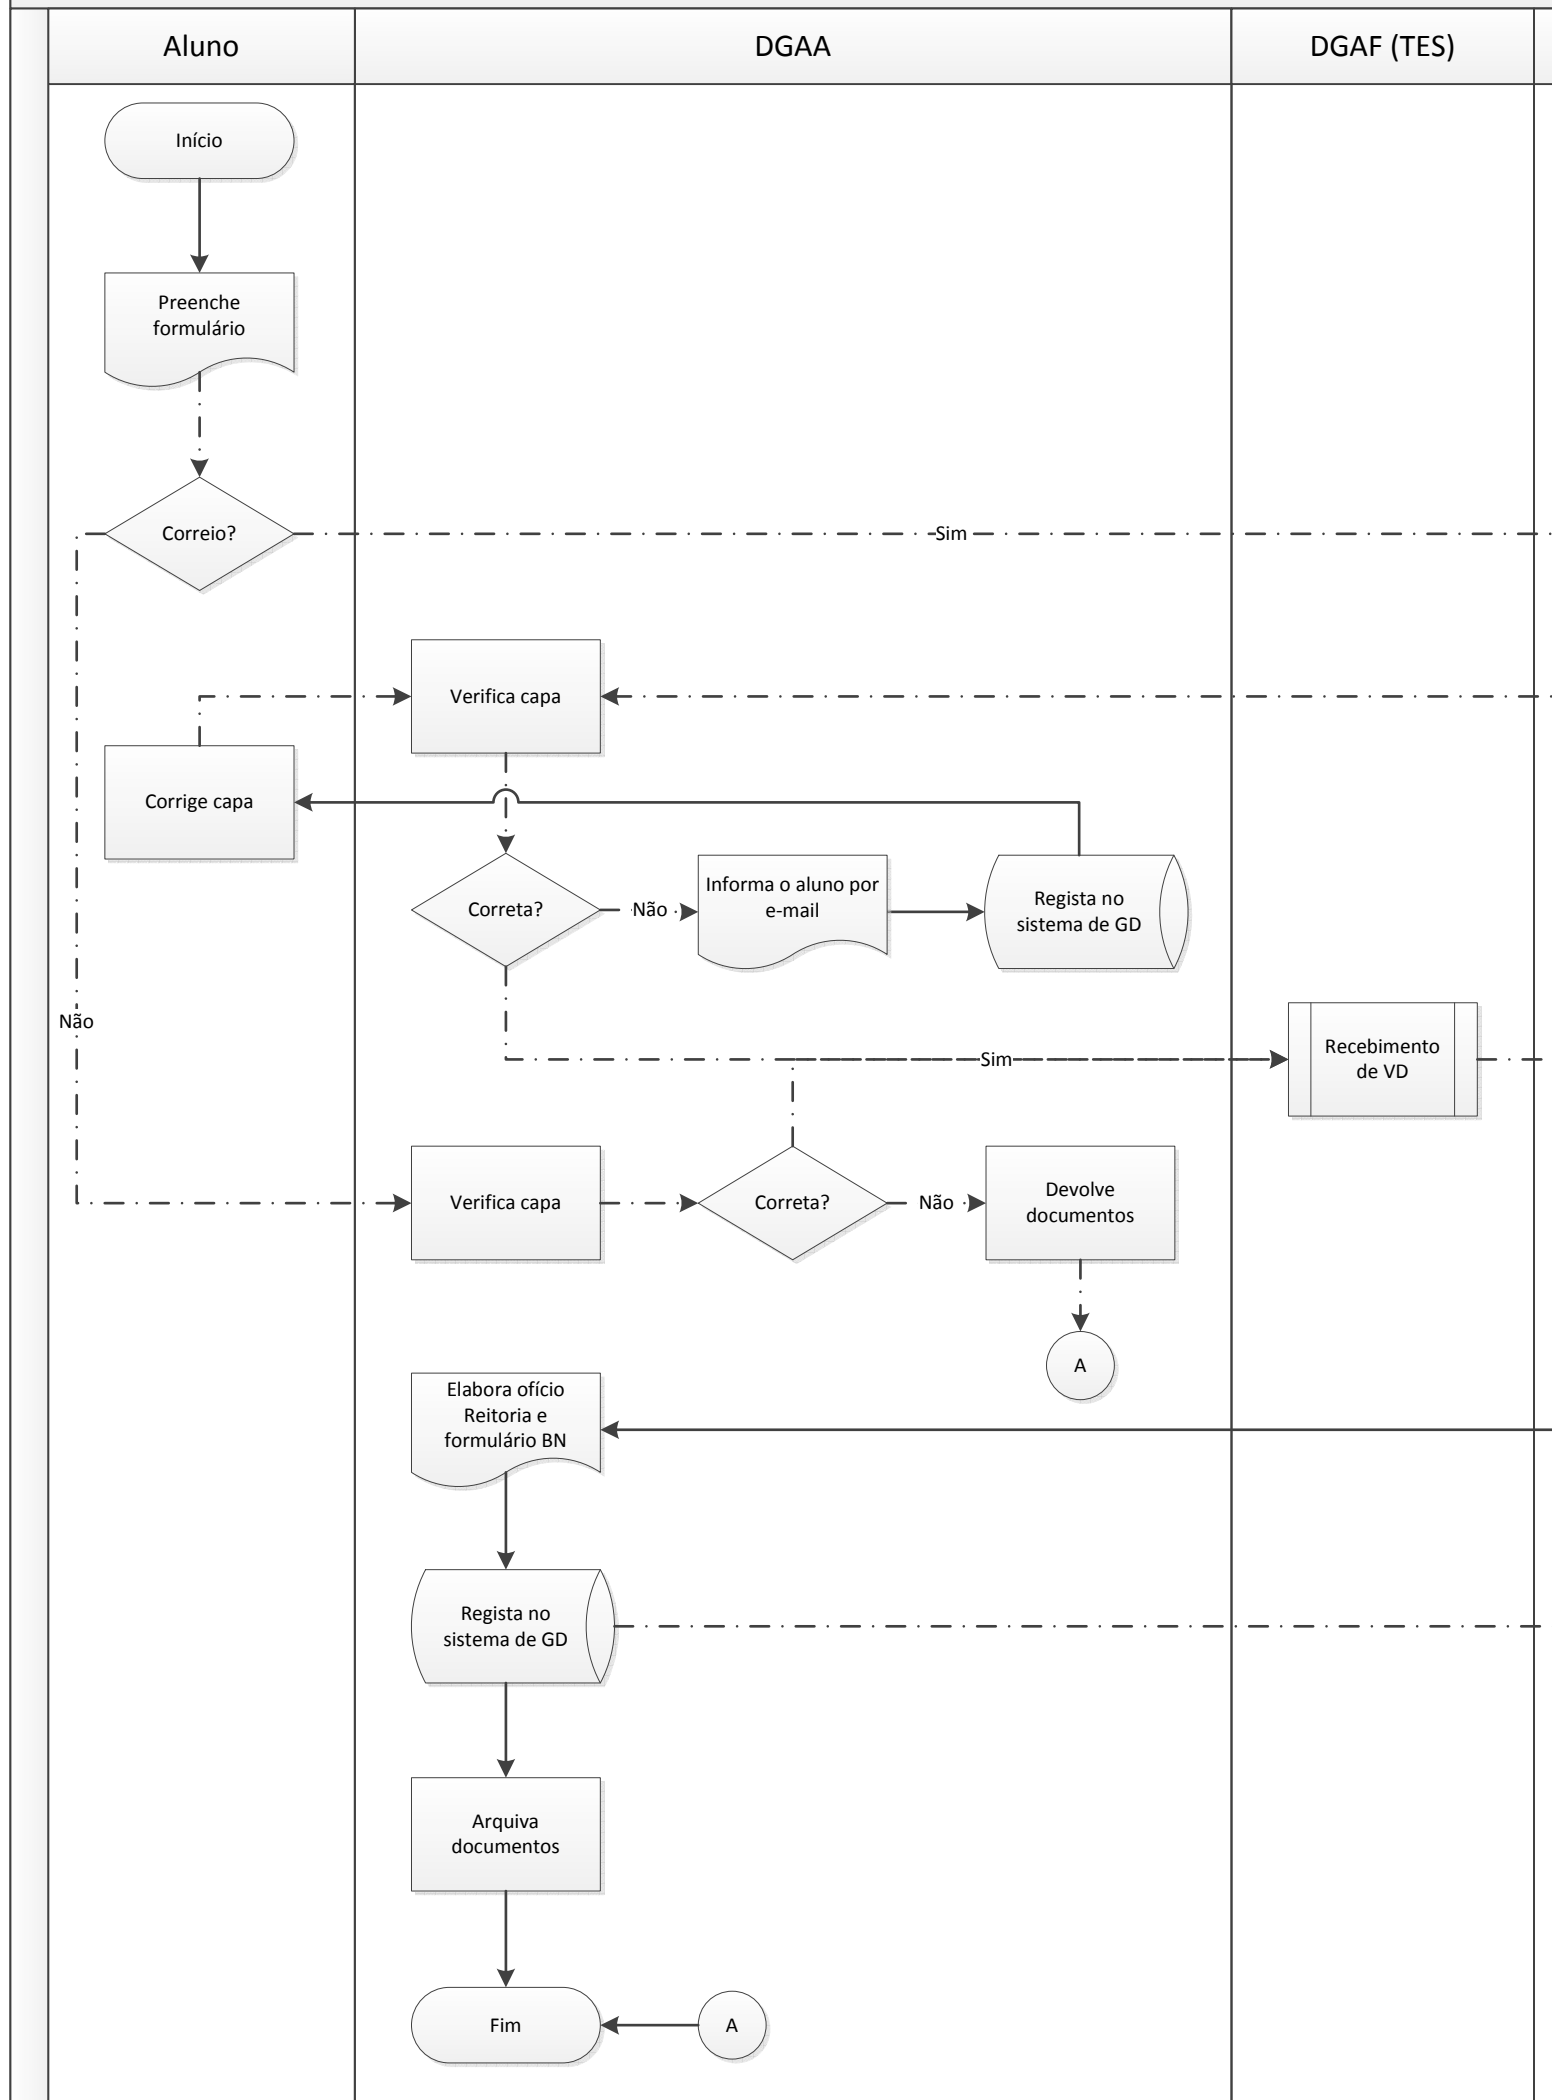 Aluno
DGAA
DGAF (TES)
Início
Preenche
formulário
Correio?
Sim
Verifica capa
Corrige capa
Correta?
Não
Informa o aluno por
e-mail
Regista no
sistema de GD
Não
Sim
Recebimento
de VD
Verifica capa
Correta?
Não
Devolve
documentos
A
Elabora ofício
Reitoria e
formulário BN
Regista no
sistema de GD
Arquiva
documentos
Fim
A